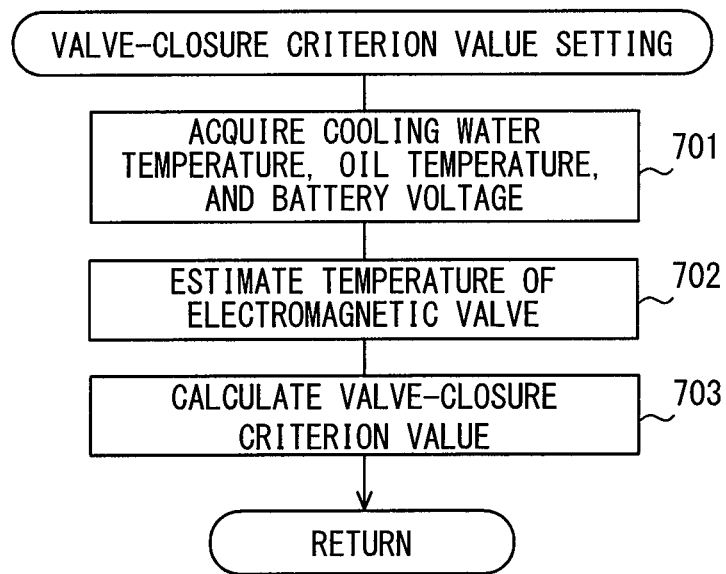 VALVE-CLOSURE CRITERION VALUE SETTING
ACQUIRE COOLING WATER
TEMPERATURE, OIL TEMPERATURE,
AND BATTERY VOLTAGE
701
ESTIMATE TEMPERATURE OF
ELECTROMAGNETIC VALVE
702
CALCULATE VALVE-CLOSURE
CRITERION VALUE
703
RETURN